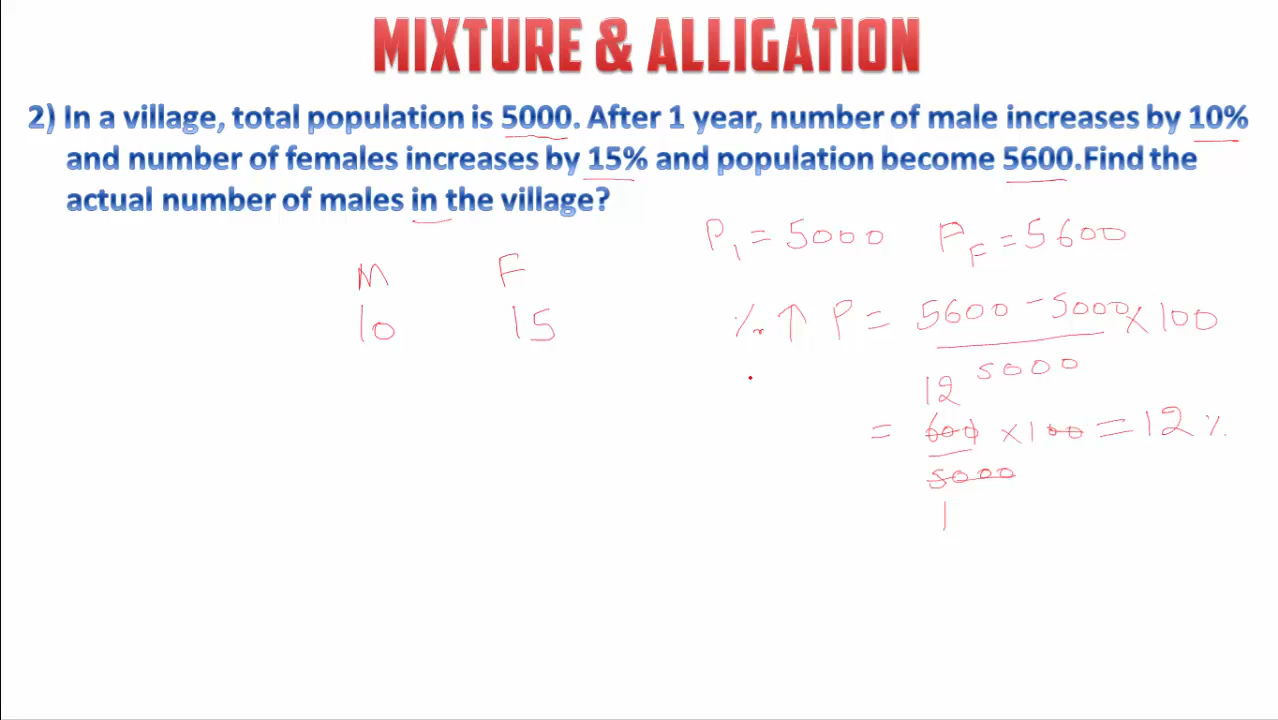 MIXTURE & ALLIGATION
2) In a village, total population is 5000. After 1 year, number of male increases by 10%
and number of females increases by 15% and population become 5600.Find the
actual number of males in the village?
P₁ = 5000 P_F = 5600
M F
10 15
% ↑ P = 5600 - 5000 × 100
5000
12
= 600 × 100 = 12 %
5000
1